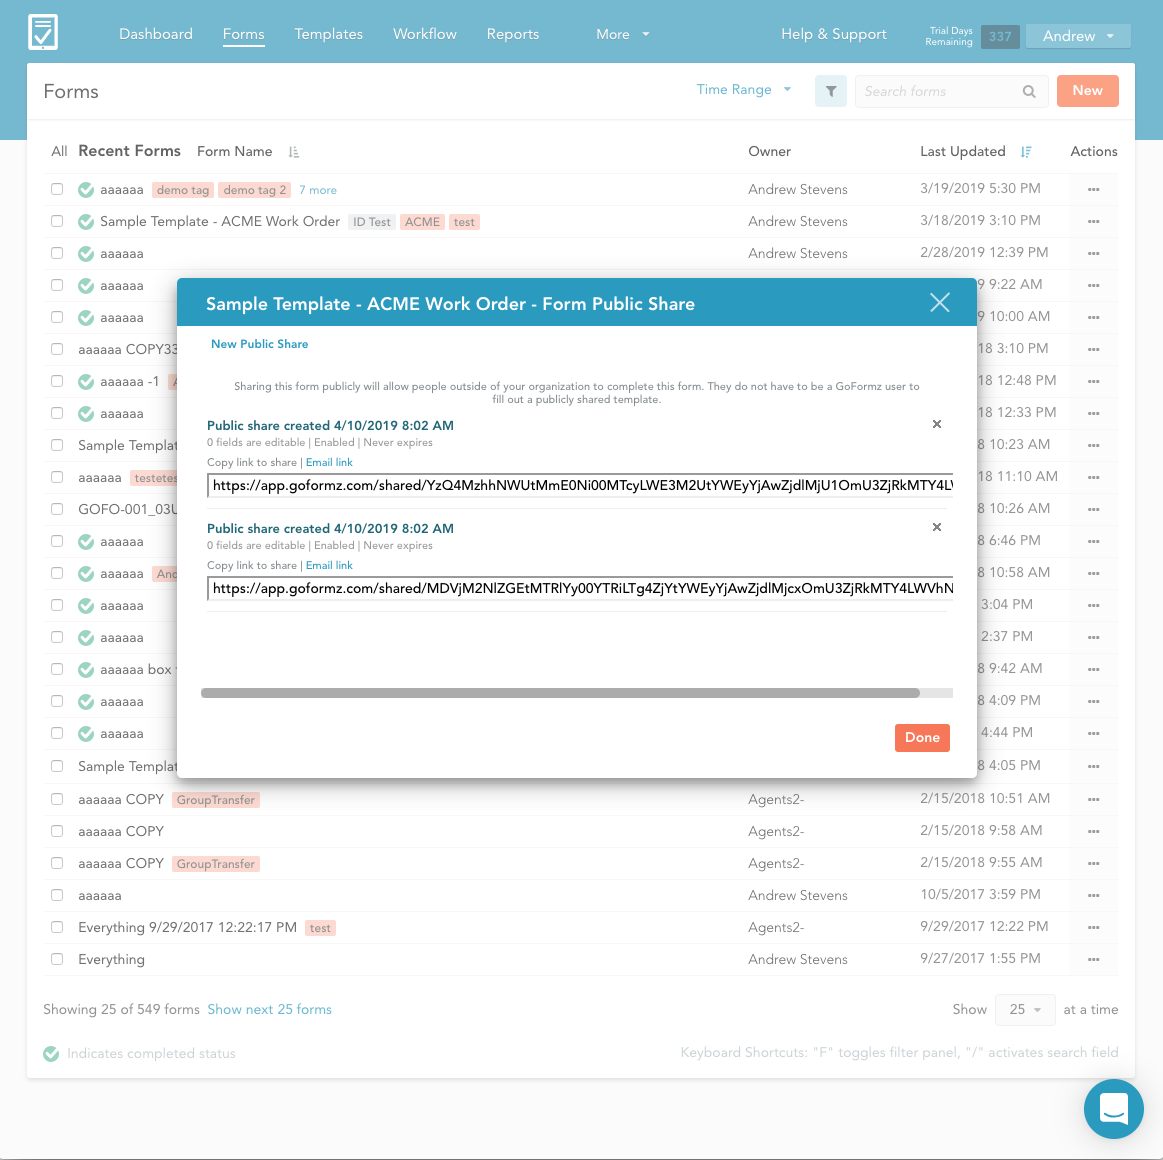 Dashboard Forms Templates Workflow Reports More Help & Support Trial Days Remaining 337 Andrew
Forms Time Range Search forms New
All Recent Forms Form Name Owner Last Updated Actions
aaaaaa demo tag demo tag 2 7 more Andrew Stevens 3/19/2019 5:30 PM
Sample Template - ACME Work Order ID Test ACME test Andrew Stevens 3/18/2019 3:10 PM
aaaaaa Andrew Stevens 2/28/2019 12:39 PM
aaaaaa 9 9:22 AM
Sample Template - ACME Work Order - Form Public Share
aaaaaa 9 10:00 AM
New Public Share
aaaaaa COPY33 18 3:10 PM
aaaaaa -1 18 12:48 PM
Sharing this form publicly will allow people outside of your organization to complete this form. They do not have to be a GoFormz user to
fill out a publicly shared template.
aaaaaa 18 12:33 PM
Public share created 4/10/2019 8:02 AM
0 fields are editable | Enabled | Never expires
Sample Templat 8 10:23 AM
Copy link to share | Email link
aaaaaa testetes 18 11:10 AM
https://app.goformz.com/shared/YzQ4MzhhNWUtMmE0Ni00MTcyLWE3M2UtYWEyYjAwZjdlMjU1OmU3ZjRkMTY4LV
GOFO-001_03U 8 10:26 AM
Public share created 4/10/2019 8:02 AM
0 fields are editable | Enabled | Never expires
aaaaaa 8 6:46 PM
Copy link to share | Email link
aaaaaa And 8 10:58 AM
https://app.goformz.com/shared/MDVjM2NlZGEtMTRlYy00YTRiLTg4ZjYtYWEyYjAwZjdlMjcxOmU3ZjRkMTY4LWVhN
aaaaaa 3:04 PM
aaaaaa 2:37 PM
aaaaaa box 8 9:42 AM
aaaaaa 8 4:09 PM
aaaaaa 4:44 PM
Done
Sample Templat 8 4:05 PM
aaaaaa COPY GroupTransfer Agents2- 2/15/2018 10:51 AM
aaaaaa COPY Agents2- 2/15/2018 9:58 AM
aaaaaa COPY GroupTransfer Agents2- 2/15/2018 9:55 AM
aaaaaa Andrew Stevens 10/5/2017 3:59 PM
Everything 9/29/2017 12:22:17 PM test Agents2- 9/29/2017 12:22 PM
Everything Andrew Stevens 9/27/2017 1:55 PM
Showing 25 of 549 forms Show next 25 forms Show 25 at a time
Indicates completed status Keyboard Shortcuts: "F" toggles filter panel, "/" activates search field